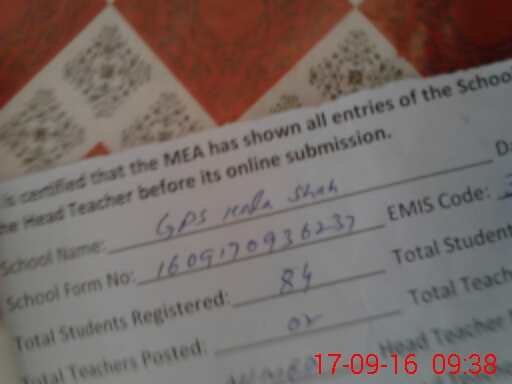 is certified that the MEA has shown all entries of the School
he Head Teacher before its online submission.
School Name: GPS Kala Shah
School Form No: 1609170936237 EMIS Code:
Total Students Registered: 84 Total Student
Total Teachers Posted: 02 Total Teach
Head Teacher
17-09-16 09:38